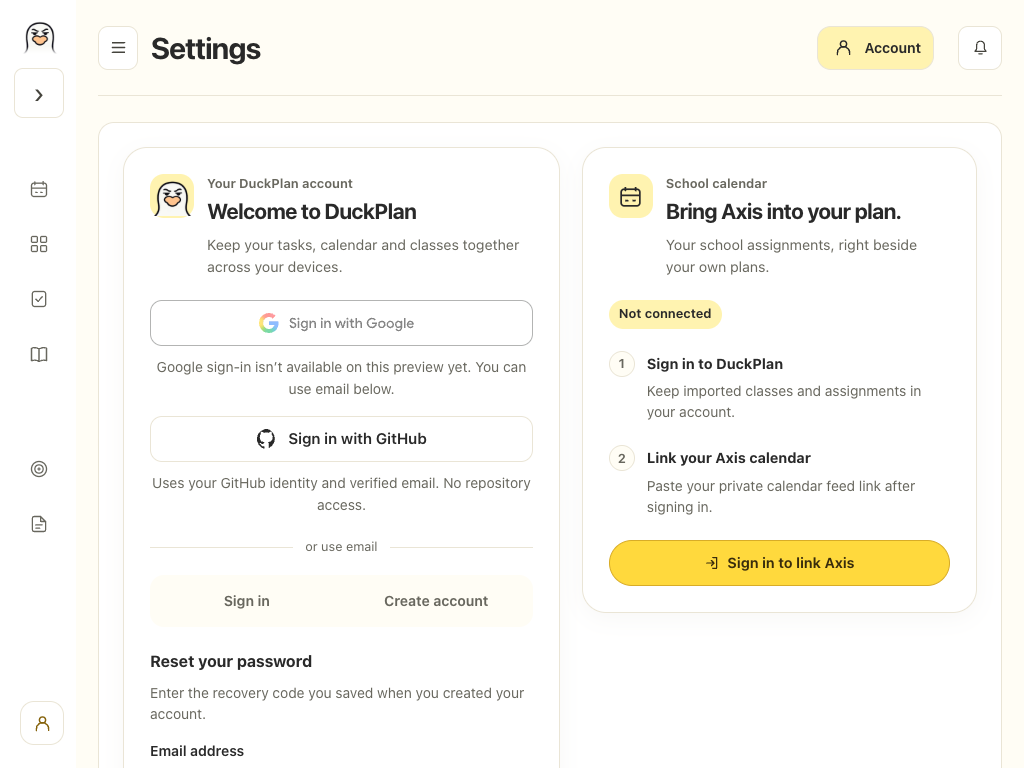 Settings
Account
Your DuckPlan account
Welcome to DuckPlan
Keep your tasks, calendar and classes together
across your devices.
Sign in with Google
Google sign-in isn’t available on this preview yet. You can
use email below.
Sign in with GitHub
Uses your GitHub identity and verified email. No repository
access.
or use email
Sign in
Create account
Reset your password
Enter the recovery code you saved when you created your
account.
Email address
School calendar
Bring Axis into your plan.
Your school assignments, right beside
your own plans.
Not connected
1
Sign in to DuckPlan
Keep imported classes and assignments in
your account.
2
Link your Axis calendar
Paste your private calendar feed link after
signing in.
Sign in to link Axis